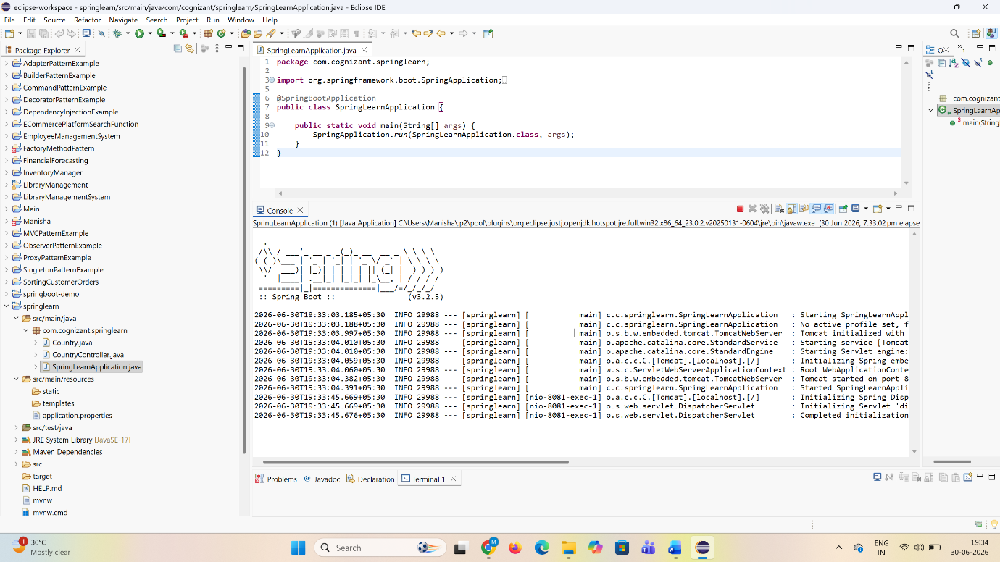 eclipse-workspace - springlearn/src/main/java/com/cognizant/springlearn/SpringLearnApplication.java - Eclipse IDE
File Edit Source Refactor Navigate Search Project Run Window Help
Package Explorer
AdapterPatternExample
BuilderPatternExample
CommandPatternExample
DecoratorPatternExample
DependencyInjectionExample
ECommercePlatformSearchFunction
EmployeeManagementSystem
FactoryMethodPattern
FinancialForecasting
InventoryManager
LibraryManagement
LibraryManagementSystem
Main
Manisha
MVCPatternExample
ObserverPatternExample
ProxyPatternExample
SingletonPatternExample
SortingCustomerOrders
springboot-demo
springlearn
src/main/java
com.cognizant.springlearn
Country.java
CountryController.java
SpringLearnApplication.java
src/main/resources
static
templates
application.properties
src/test/java
JRE System Library [JavaSE-17]
Maven Dependencies
src
target
HELP.md
mvnw
mvnw.cmd
SpringLearnApplication.java
1 package com.cognizant.springlearn;
2
3 import org.springframework.boot.SpringApplication;
5
6 @SpringBootApplication
7 public class SpringLearnApplication {
8
9 public static void main(String[] args) {
10 SpringApplication.run(SpringLearnApplication.class, args);
11 }
12 }
Console
SpringLearnApplication (1) [Java Application] C:\Users\Manisha\.p2\pool\plugins\org.eclipse.justj.openjdk.hotspot.jre.full.win32.x86_64_23.0.2.v20250131-0604\jre\bin\javaw.exe (30 Jun 2026, 7:33:02 pm elapse
:: Spring Boot :: (v3.2.5)
2026-06-30T19:33:03.185+05:30 INFO 29988 --- [springlearn] [ main] c.c.springlearn.SpringLearnApplication : Starting SpringLearnAppl
2026-06-30T19:33:03.188+05:30 INFO 29988 --- [springlearn] [ main] c.c.springlearn.SpringLearnApplication : No active profile set, f
2026-06-30T19:33:03.997+05:30 INFO 29988 --- [springlearn] [ main] o.s.b.w.embedded.tomcat.TomcatWebServer : Tomcat initialized with
2026-06-30T19:33:04.010+05:30 INFO 29988 --- [springlearn] [ main] o.apache.catalina.core.StandardService : Starting service [Tomcat
2026-06-30T19:33:04.010+05:30 INFO 29988 --- [springlearn] [ main] o.apache.catalina.core.StandardEngine : Starting Servlet engine:
2026-06-30T19:33:04.059+05:30 INFO 29988 --- [springlearn] [ main] o.a.c.c.C.[Tomcat].[localhost].[/] : Initializing Spring embe
2026-06-30T19:33:04.060+05:30 INFO 29988 --- [springlearn] [ main] w.s.c.ServletWebServerApplicationContext : Root WebApplicationConte
2026-06-30T19:33:04.382+05:30 INFO 29988 --- [springlearn] [ main] o.s.b.w.embedded.tomcat.TomcatWebServer : Tomcat started on port 8
2026-06-30T19:33:04.391+05:30 INFO 29988 --- [springlearn] [ main] c.c.springlearn.SpringLearnApplication : Started SpringLearnAppli
2026-06-30T19:33:45.669+05:30 INFO 29988 --- [springlearn] [nio-8081-exec-1] o.a.c.c.C.[Tomcat].[localhost].[/] : Initializing Spring Disp
2026-06-30T19:33:45.669+05:30 INFO 29988 --- [springlearn] [nio-8081-exec-1] o.s.web.servlet.DispatcherServlet : Initializing Servlet 'di
2026-06-30T19:33:45.676+05:30 INFO 29988 --- [springlearn] [nio-8081-exec-1] o.s.web.servlet.DispatcherServlet : Completed initialization
Problems @ Javadoc Declaration Terminal 1
com.cognizant
SpringLearnAp
main(String
30°C
Mostly clear
Search
ENG
IN
19:34
30-06-2026